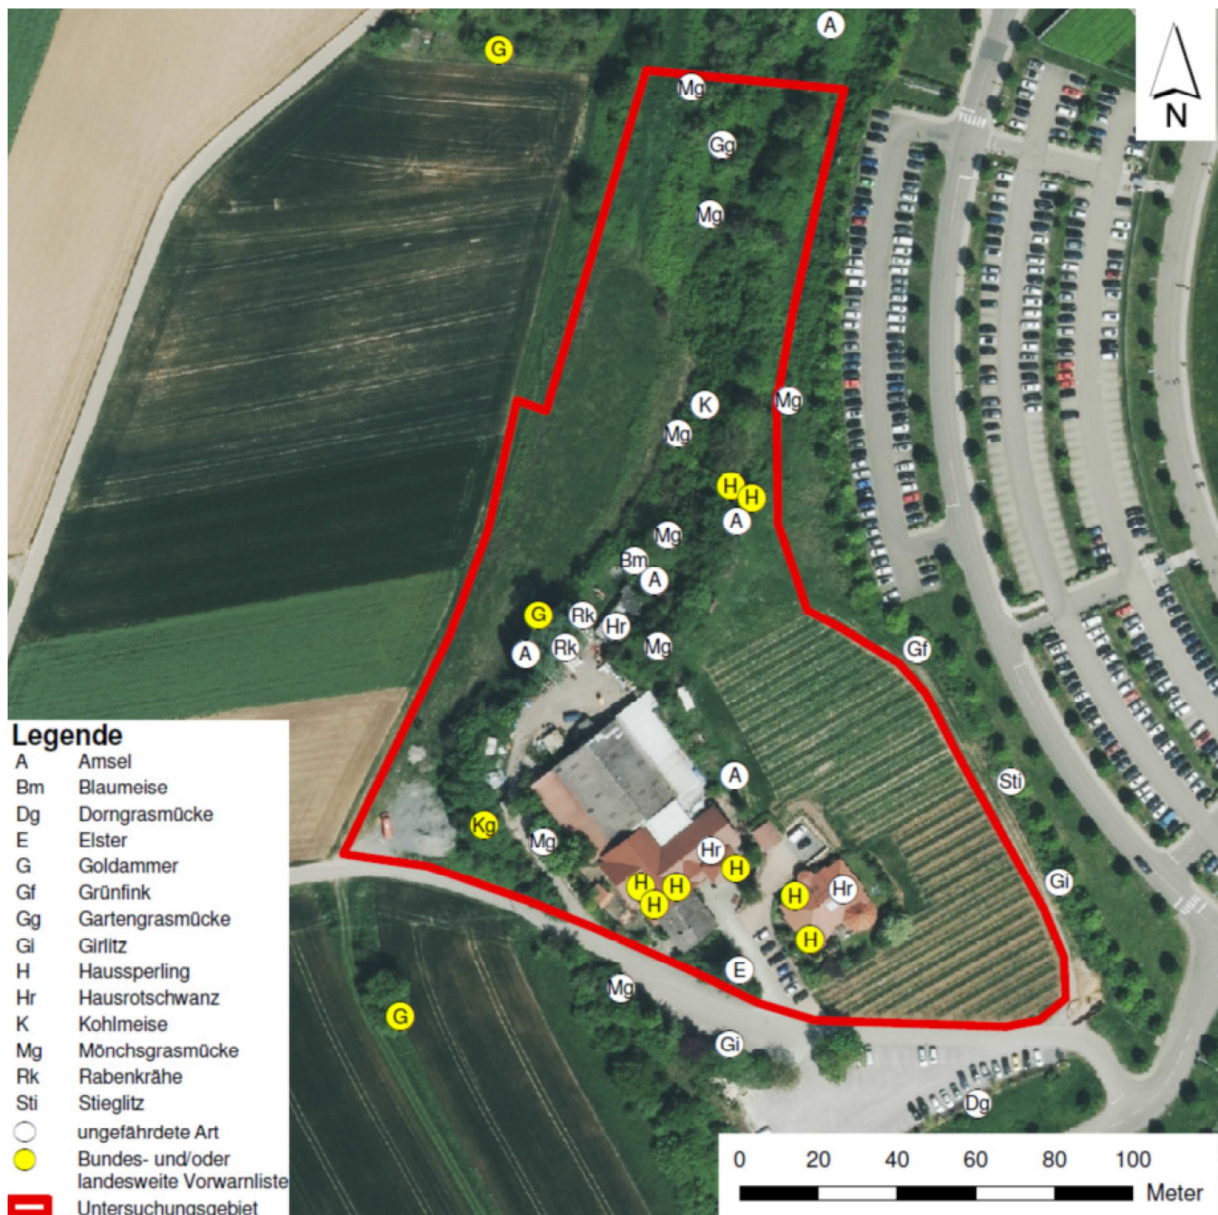 A
G
N
Mg
Gg
Mg
K
Mg
Mg
H
H
A
Mg
Bm
A
G
Rk
Hr
Rk
Mg
A
Gf
A
Sti
Kg
Mg
Hr
H
H
H
H
H
Hr
Gi
H
E
Mg
G
Gi
Dg
Legende
A Amsel
Bm Blaumeise
Dg Dorngrasmücke
E Elster
G Goldammer
Gf Grünfink
Gg Gartengrasmücke
Gi Girlitz
H Haussperling
Hr Hausrotschwanz
K Kohlmeise
Mg Mönchsgrasmücke
Rk Rabenkrähe
Sti Stieglitz
ungefährdete Art
Bundes- und/oder
landesweite Vorwarnliste
Untersuchungsgebiet
0 20 40 60 80 100
Meter